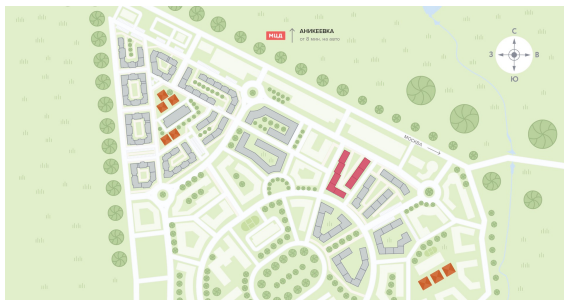 МЦД
АНИКЕЕВКА
от 8 мин. на авто
С
З
В
Ю
МОСКВА